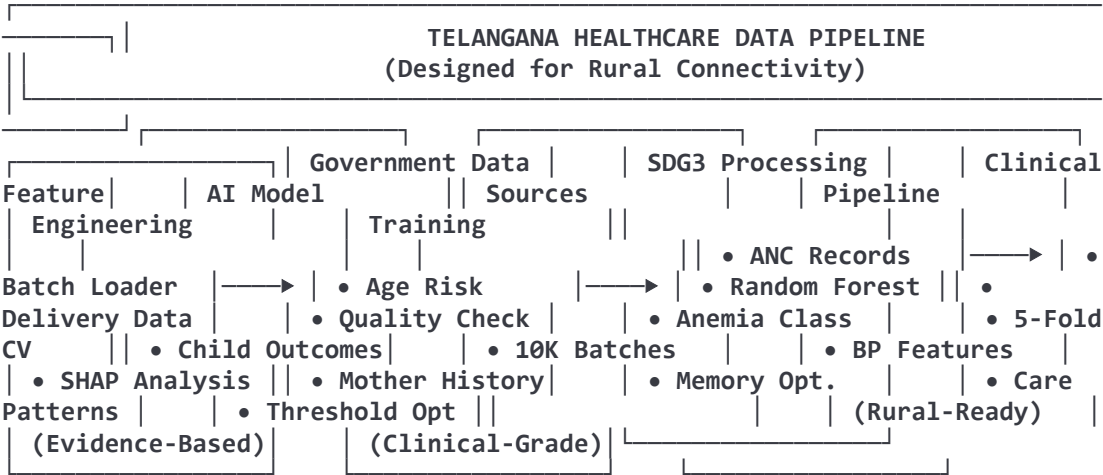 TELANGANA HEALTHCARE DATA PIPELINE
(Designed for Rural Connectivity)
Government Data | | SDG3 Processing | | Clinical
Feature| | AI Model || Sources | | Pipeline |
| Engineering | | Training || | |
| | | | || • ANC Records |────▶ | •
Batch Loader |────▶ | • Age Risk |────▶ | • Random Forest || •
Delivery Data | | • Quality Check | | • Anemia Class | | • 5-Fold
CV || • Child Outcomes| | • 10K Batches | | • BP Features |
| • SHAP Analysis || • Mother History| | • Memory Opt. | | • Care
Patterns | | • Threshold Opt || | | (Rural-Ready) |
| (Evidence-Based)| | (Clinical-Grade)|